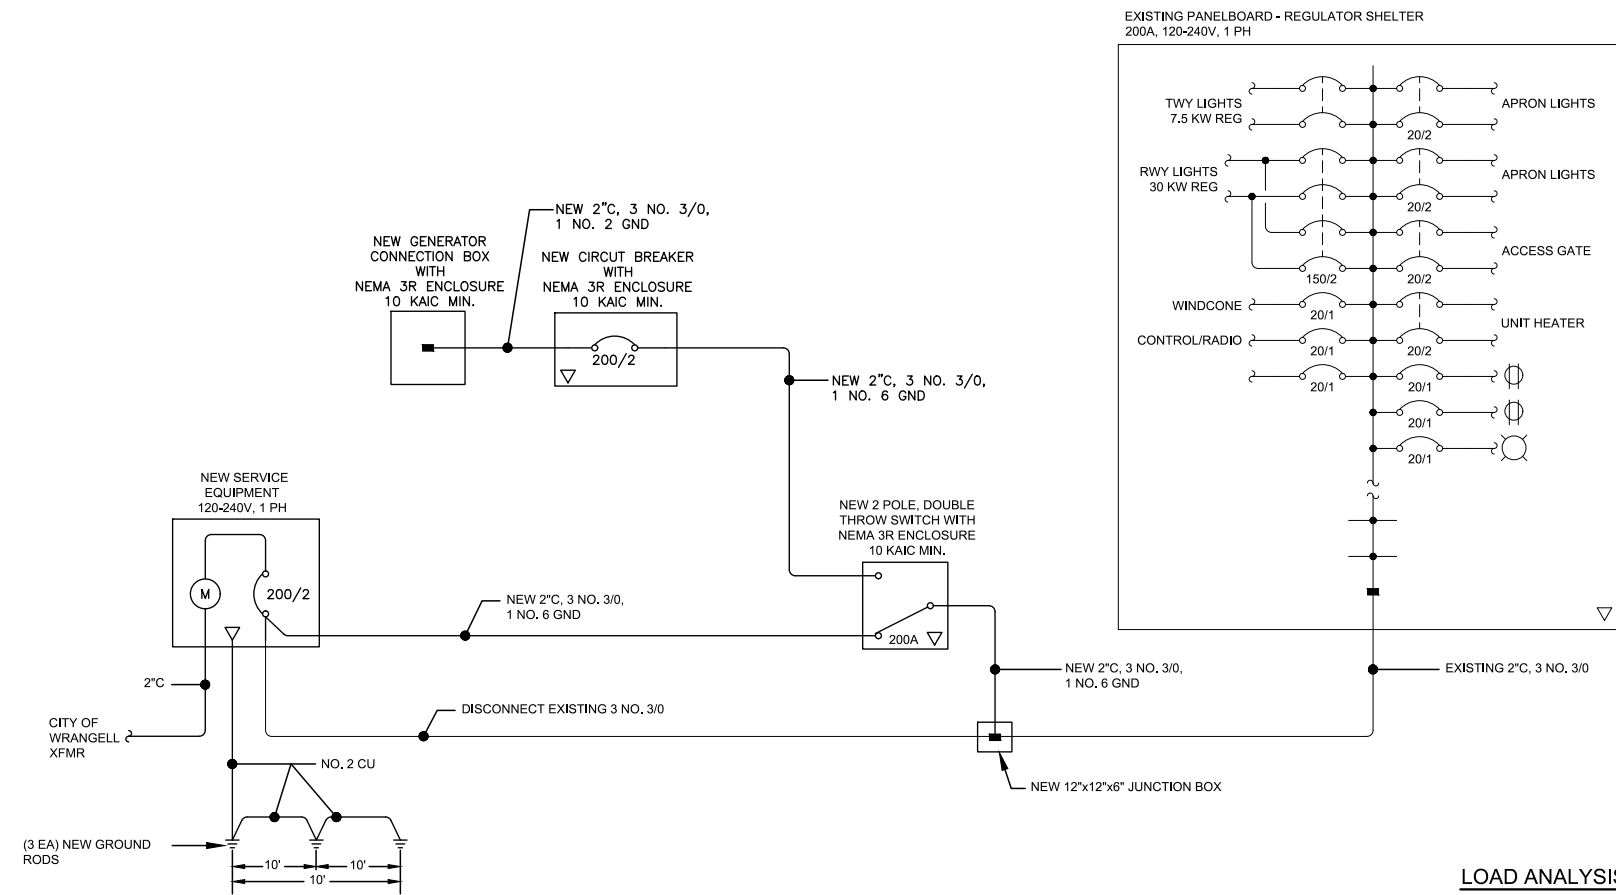 EXISTING PANELBOARD - REGULATOR SHELTER
200A, 120-240V, 1 PH
TWY LIGHTS
7.5 KW REG
APRON LIGHTS
20/2
RWY LIGHTS
30 KW REG
APRON LIGHTS
20/2
ACCESS GATE
150/2
20/2
WINDCONE
20/1
UNIT HEATER
CONTROL/RADIO
20/1
20/2
20/1
20/1
20/1
20/1
NEW 2"C, 3 NO. 3/0,
1 NO. 2 GND
NEW GENERATOR
CONNECTION BOX
WITH
NEMA 3R ENCLOSURE
10 KAIC MIN.
NEW CIRCUT BREAKER
WITH
NEMA 3R ENCLOSURE
10 KAIC MIN.
200/2
NEW 2"C, 3 NO. 3/0,
1 NO. 6 GND
NEW SERVICE
EQUIPMENT
120-240V, 1 PH
M
200/2
NEW 2"C, 3 NO. 3/0,
1 NO. 6 GND
NEW 2 POLE, DOUBLE
THROW SWITCH WITH
NEMA 3R ENCLOSURE
10 KAIC MIN.
200A
NEW 2"C, 3 NO. 3/0,
1 NO. 6 GND
EXISTING 2"C, 3 NO. 3/0
2"C
DISCONNECT EXISTING 3 NO. 3/0
CITY OF
WRANGELL
XFMR
NO. 2 CU
NEW 12"x12"x6" JUNCTION BOX
(3 EA) NEW GROUND
RODS
10'
10'
10'
LOAD ANALYSIS